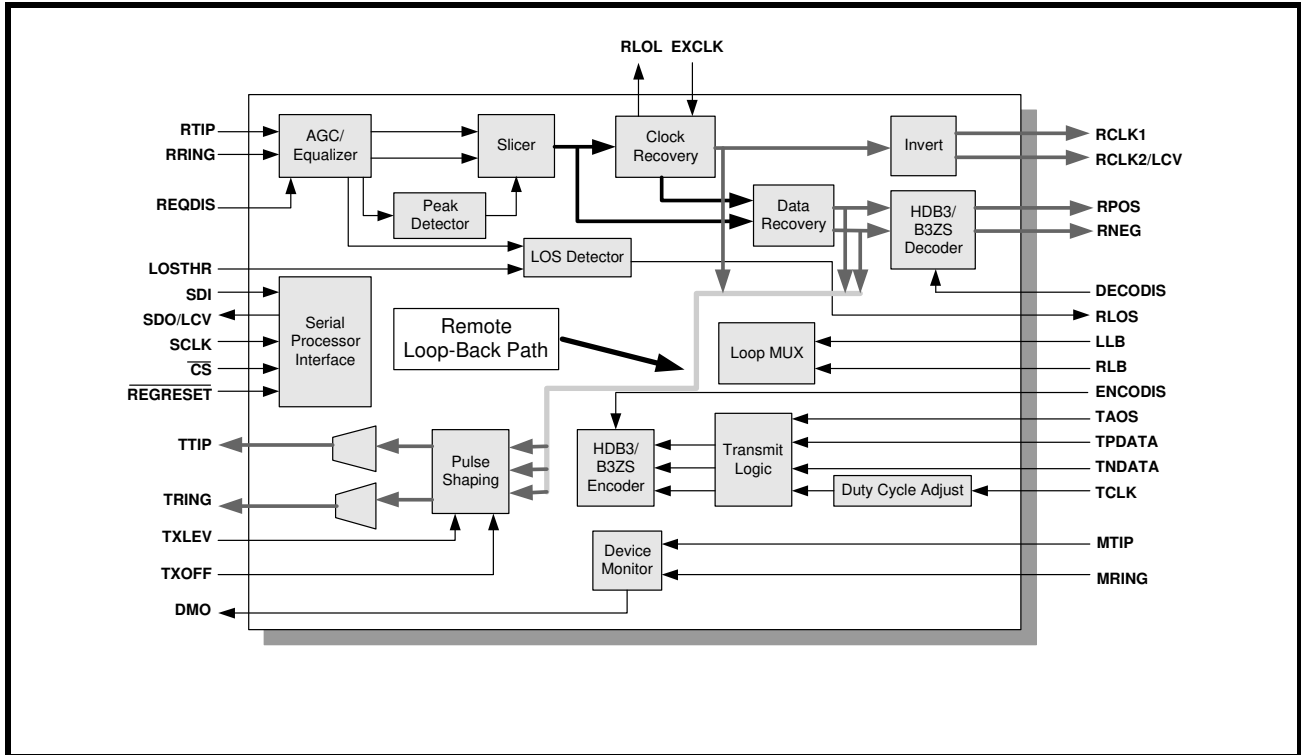 RLOL EXCLK
RTIP
RRING
REQDIS
LOSTHR
SDI
SDO/LCV
SCLK
CS
REGRESET
TTIP
TRING
TXLEV
TXOFF
DMO
AGC/
Equalizer
Slicer
Peak
Detector
LOS Detector
Clock
Recovery
Data
Recovery
Invert
HDB3/
B3ZS
Decoder
Serial
Processor
Interface
Remote
Loop-Back Path
Loop MUX
Pulse
Shaping
HDB3/
B3ZS
Encoder
Transmit
Logic
Duty Cycle Adjust
Device
Monitor
RCLK1
RCLK2/LCV
RPOS
RNEG
DECODIS
RLOS
LLB
RLB
ENCODIS
TAOS
TPDATA
TNDATA
TCLK
MTIP
MRING